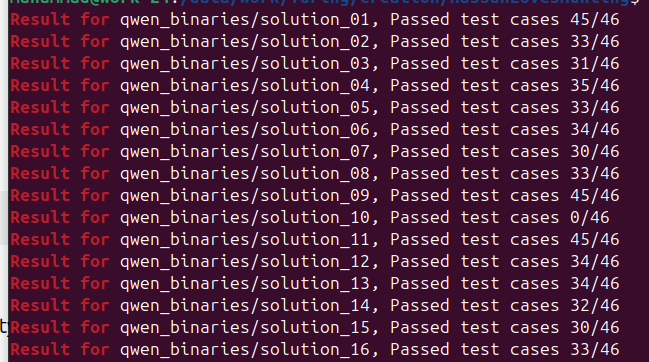 Result for qwen_binaries/solution_01, Passed test cases 45/46
Result for qwen_binaries/solution_02, Passed test cases 33/46
Result for qwen_binaries/solution_03, Passed test cases 31/46
Result for qwen_binaries/solution_04, Passed test cases 35/46
Result for qwen_binaries/solution_05, Passed test cases 33/46
Result for qwen_binaries/solution_06, Passed test cases 34/46
Result for qwen_binaries/solution_07, Passed test cases 30/46
Result for qwen_binaries/solution_08, Passed test cases 33/46
Result for qwen_binaries/solution_09, Passed test cases 45/46
Result for qwen_binaries/solution_10, Passed test cases 0/46
Result for qwen_binaries/solution_11, Passed test cases 45/46
Result for qwen_binaries/solution_12, Passed test cases 34/46
Result for qwen_binaries/solution_13, Passed test cases 34/46
Result for qwen_binaries/solution_14, Passed test cases 32/46
Result for qwen_binaries/solution_15, Passed test cases 30/46
Result for qwen_binaries/solution_16, Passed test cases 33/46